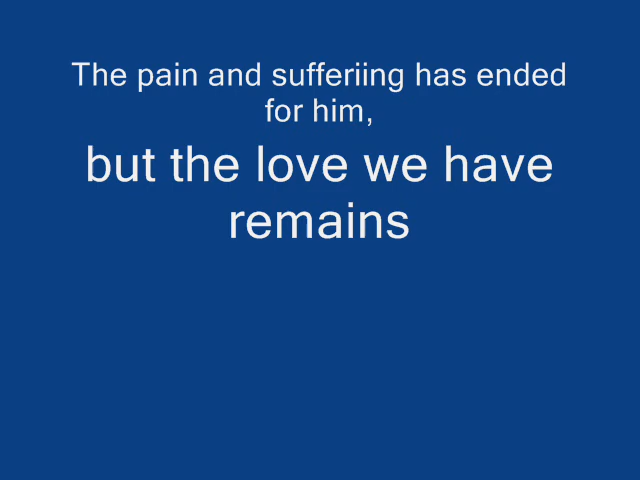 The pain and sufferiing has ended
for him,
but the love we have
remains